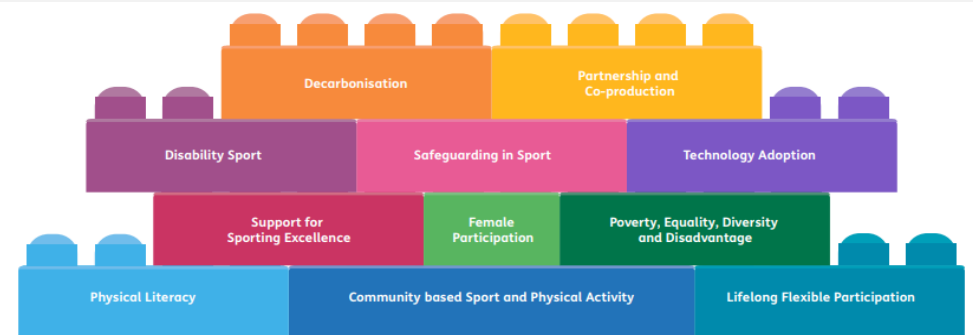 Decarbonisation
Partnership and
Co-production
Disability Sport
Safeguarding in Sport
Technology Adoption
Support for
Sporting Excellence
Female
Participation
Poverty, Equality, Diversity
and Disadvantage
Physical Literacy
Community based Sport and Physical Activity
Lifelong Flexible Participation